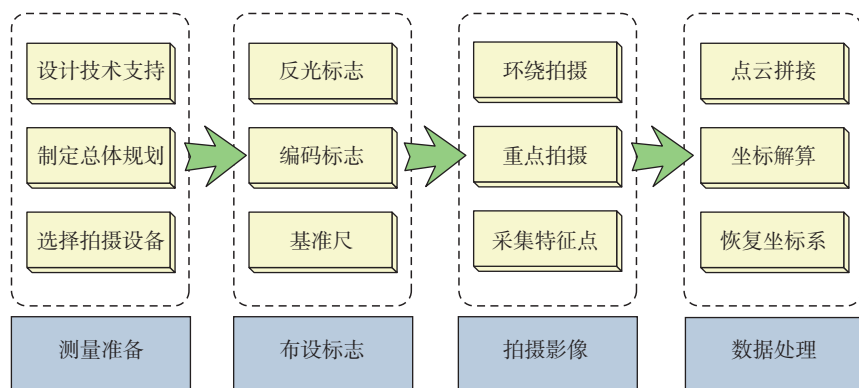 设计技术支持
制定总体规划
选择拍摄设备
测量准备
反光标志
编码标志
基准尺
布设标志
环绕拍摄
重点拍摄
采集特征点
拍摄影像
点云拼接
坐标解算
恢复坐标系
数据处理